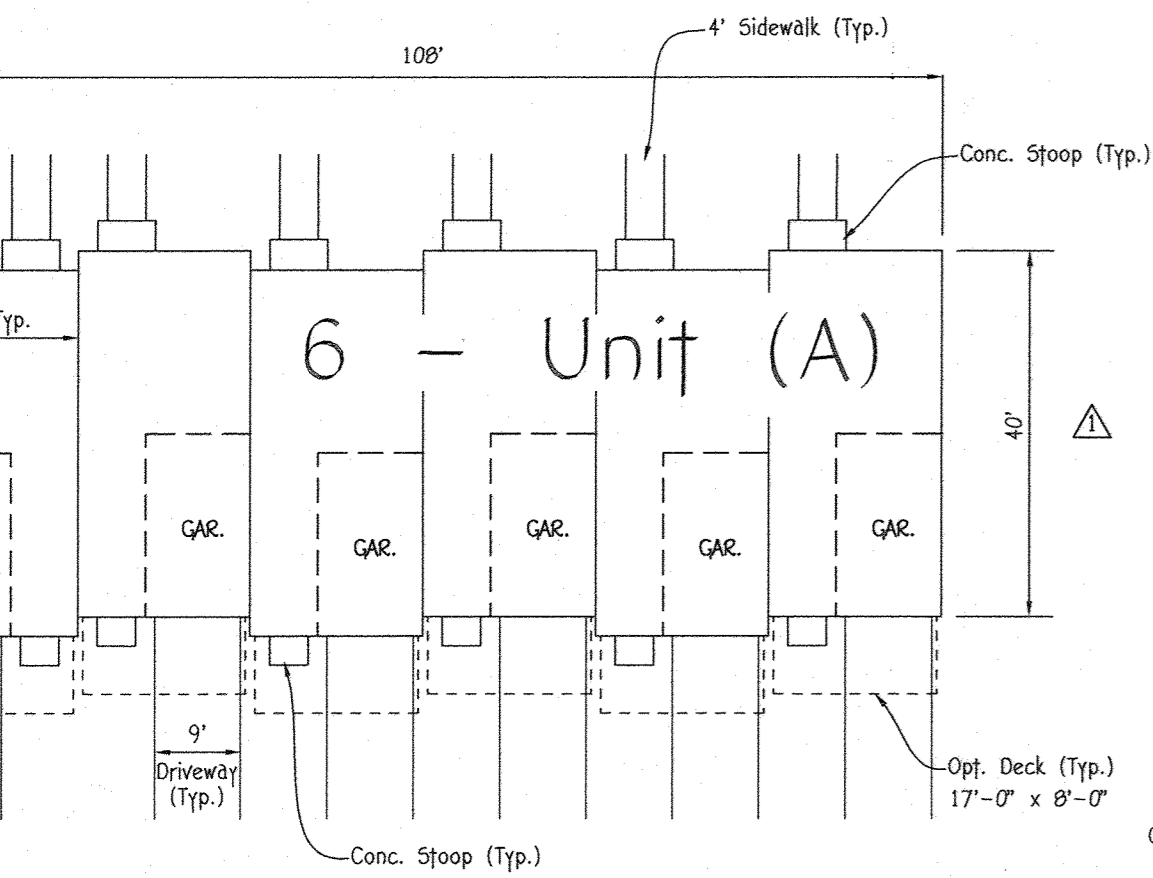 4' Sidewalk (Typ.)
108'
Conc. Stoop (Typ.)
Typ.
6 - Unit (A)
40'
1
GAR.
GAR.
GAR.
GAR.
GAR.
9'
Driveway
(Typ.)
Opt. Deck (Typ.)
17'-0" x 8'-0"
Conc. Stoop (Typ.)